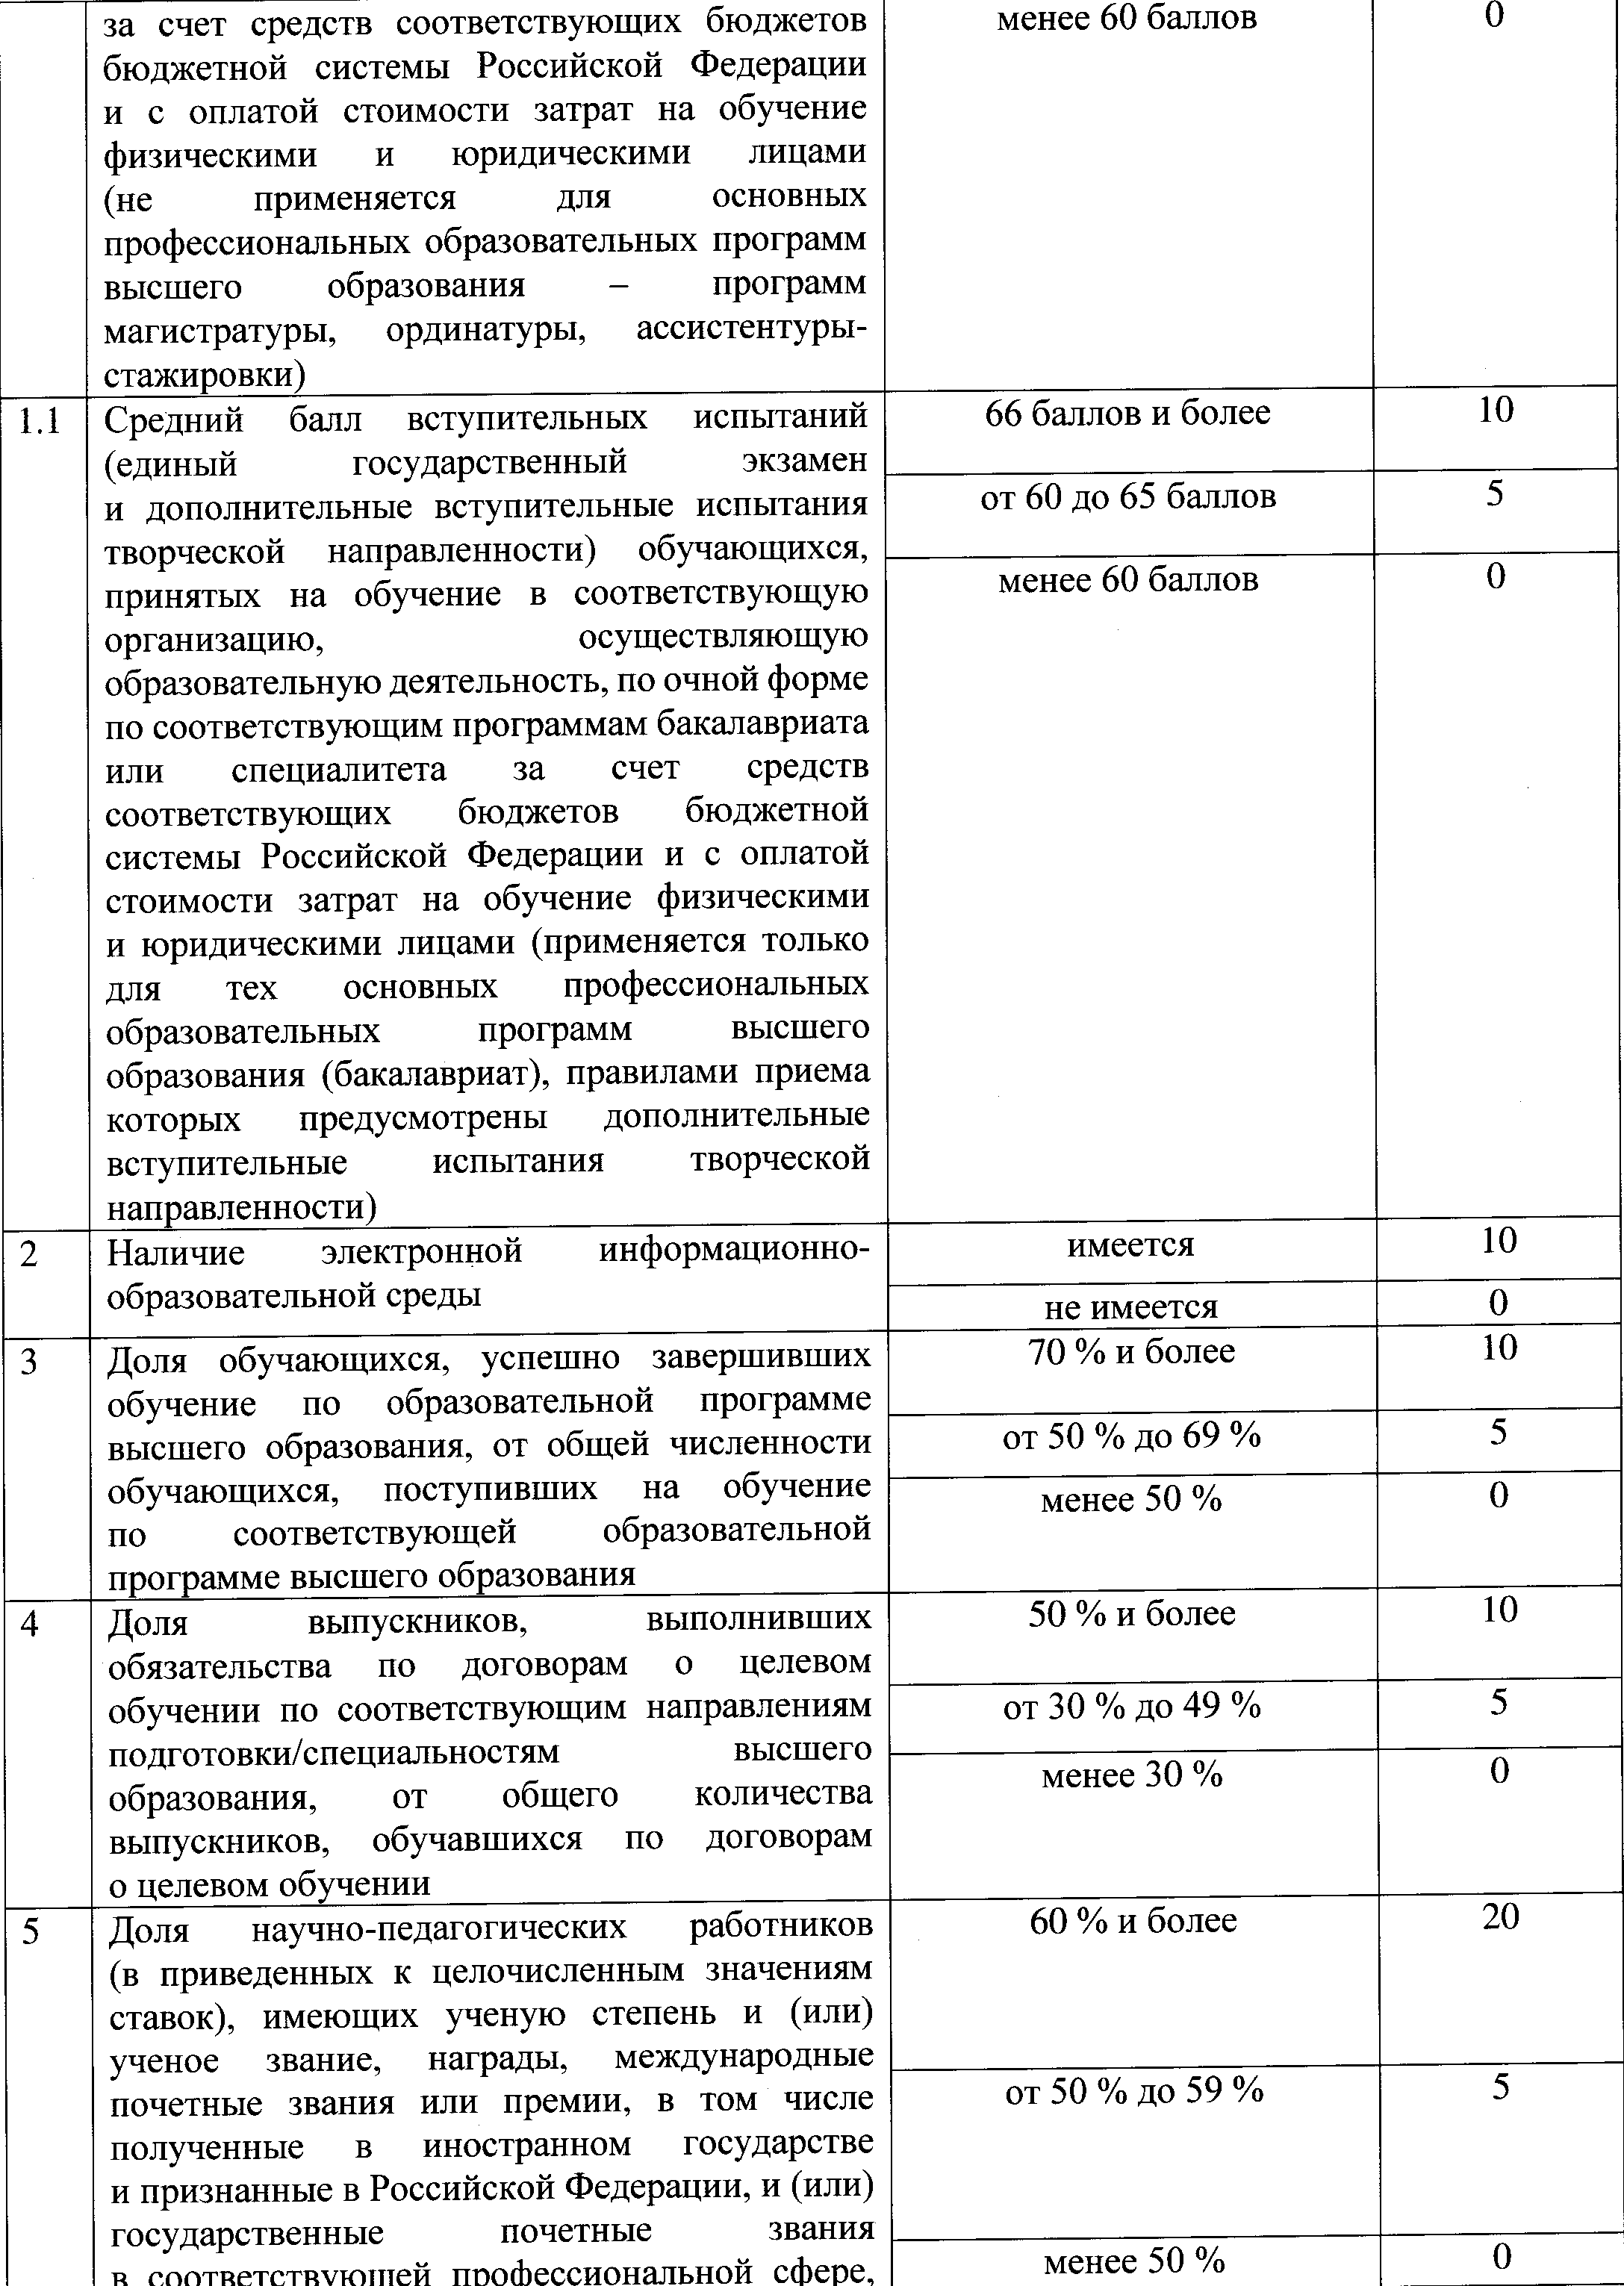 за счет средств соответствующих бюджетов
бюджетной системы Российской Федерации
и с оплатой стоимости затрат на обучение
физическими и юридическими лицами
(не применяется для основных
профессиональных образовательных программ
высшего образования – программ
магистратуры, ординатуры, ассистентуры-
стажировки)
менее 60 баллов
0
1.1
Средний балл вступительных испытаний
(единый государственный экзамен
и дополнительные вступительные испытания
творческой направленности) обучающихся,
принятых на обучение в соответствующую
организацию, осуществляющую
образовательную деятельность, по очной форме
по соответствующим программам бакалавриата
или специалитета за счет средств
соответствующих бюджетов бюджетной
системы Российской Федерации и с оплатой
стоимости затрат на обучение физическими
и юридическими лицами (применяется только
для тех основных профессиональных
образовательных программ высшего
образования (бакалавриат), правилами приема
которых предусмотрены дополнительные
вступительные испытания творческой
направленности)
66 баллов и более
10
от 60 до 65 баллов
5
менее 60 баллов
0
2
Наличие электронной информационно-
образовательной среды
имеется
10
не имеется
0
3
Доля обучающихся, успешно завершивших
обучение по образовательной программе
высшего образования, от общей численности
обучающихся, поступивших на обучение
по соответствующей образовательной
программе высшего образования
70 % и более
10
от 50 % до 69 %
5
менее 50 %
0
4
Доля выпускников, выполнивших
обязательства по договорам о целевом
обучении по соответствующим направлениям
подготовки/специальностям высшего
образования, от общего количества
выпускников, обучавшихся по договорам
о целевом обучении
50 % и более
10
от 30 % до 49 %
5
менее 30 %
0
5
Доля научно-педагогических работников
(в приведенных к целочисленным значениям
ставок), имеющих ученую степень и (или)
ученое звание, награды, международные
почетные звания или премии, в том числе
полученные в иностранном государстве
и признанные в Российской Федерации, и (или)
государственные почетные звания
в соответствующей профессиональной сфере,
60 % и более
20
от 50 % до 59 %
5
менее 50 %
0